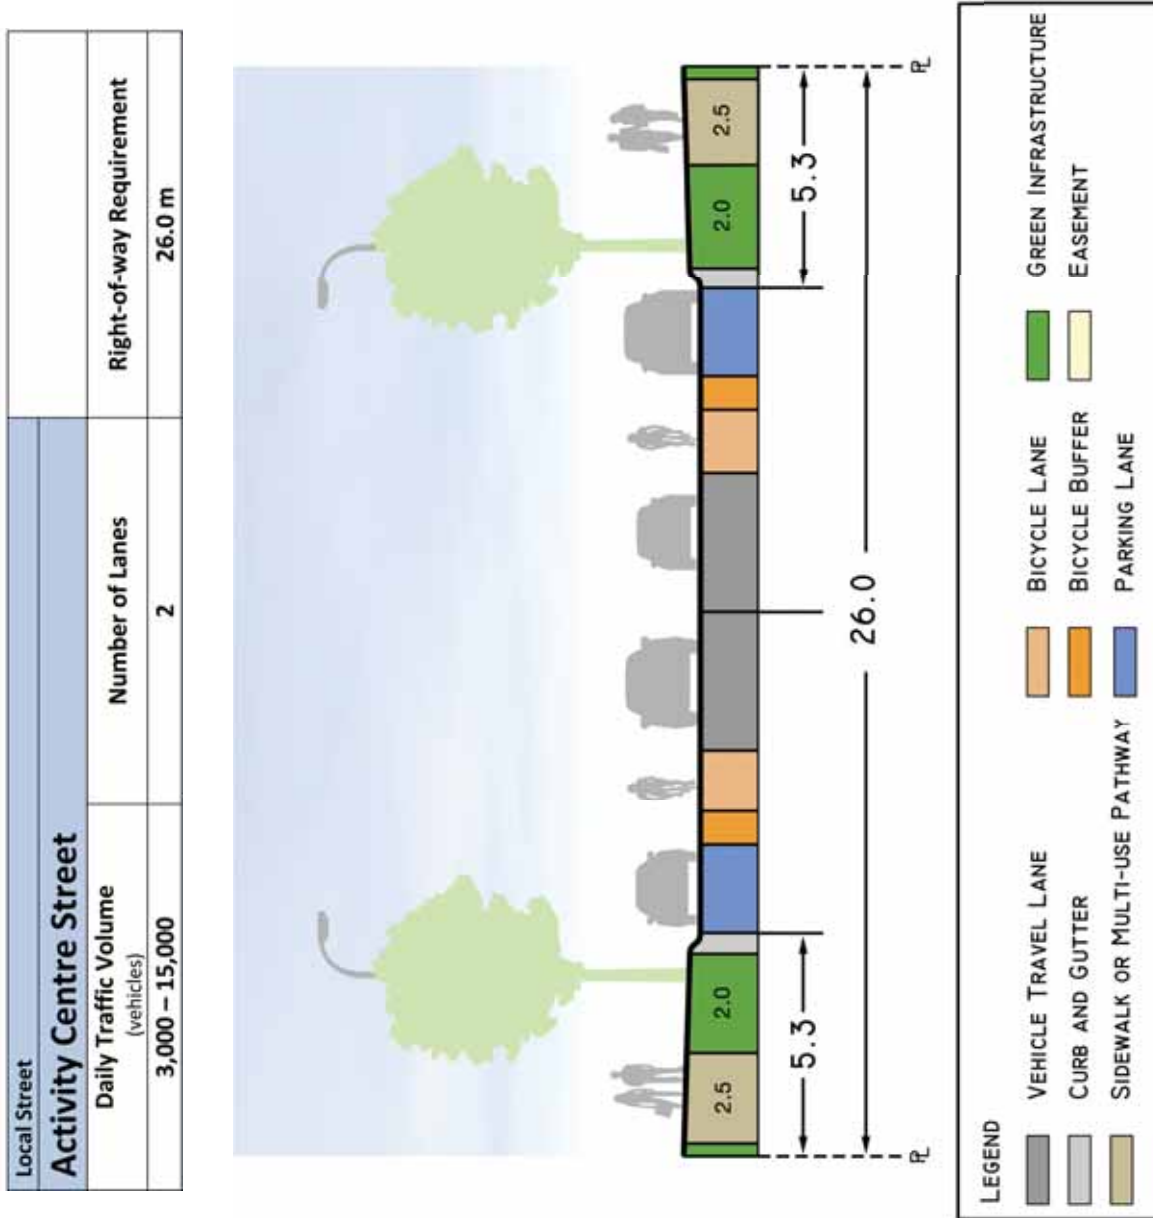 Local Street
Activity Centre Street
Daily Traffic Volume
(vehicles)
Number of Lanes
Right-of-way Requirement
3,000 – 15,000
2
26.0 m
2.5
2.0
2.0
2.5
5.3
5.3
26.0
PL
PL
LEGEND
VEHICLE TRAVEL LANE
BICYCLE LANE
GREEN INFRASTRUCTURE
CURB AND GUTTER
BICYCLE BUFFER
EASEMENT
SIDEWALK OR MULTI-USE PATHWAY
PARKING LANE